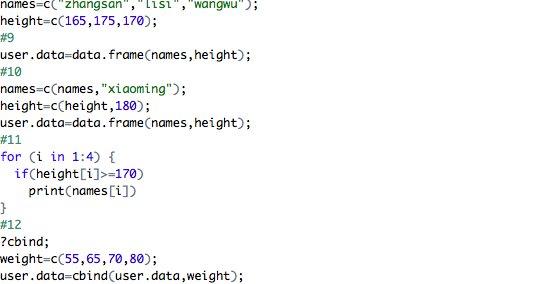 names=c("zhangsan","lisi","wangwu");
height=c(165,175,170);
#9
user.data=data.frame(names,height);
#10
names=c(names,"xiaoming");
height=c(height,180);
user.data=data.frame(names,height);
#11
for (i in 1:4) {
if(height[i]>=170)
print(names[i])
}
#12
?cbind;
weight=c(55,65,70,80);
user.data=cbind(user.data,weight);